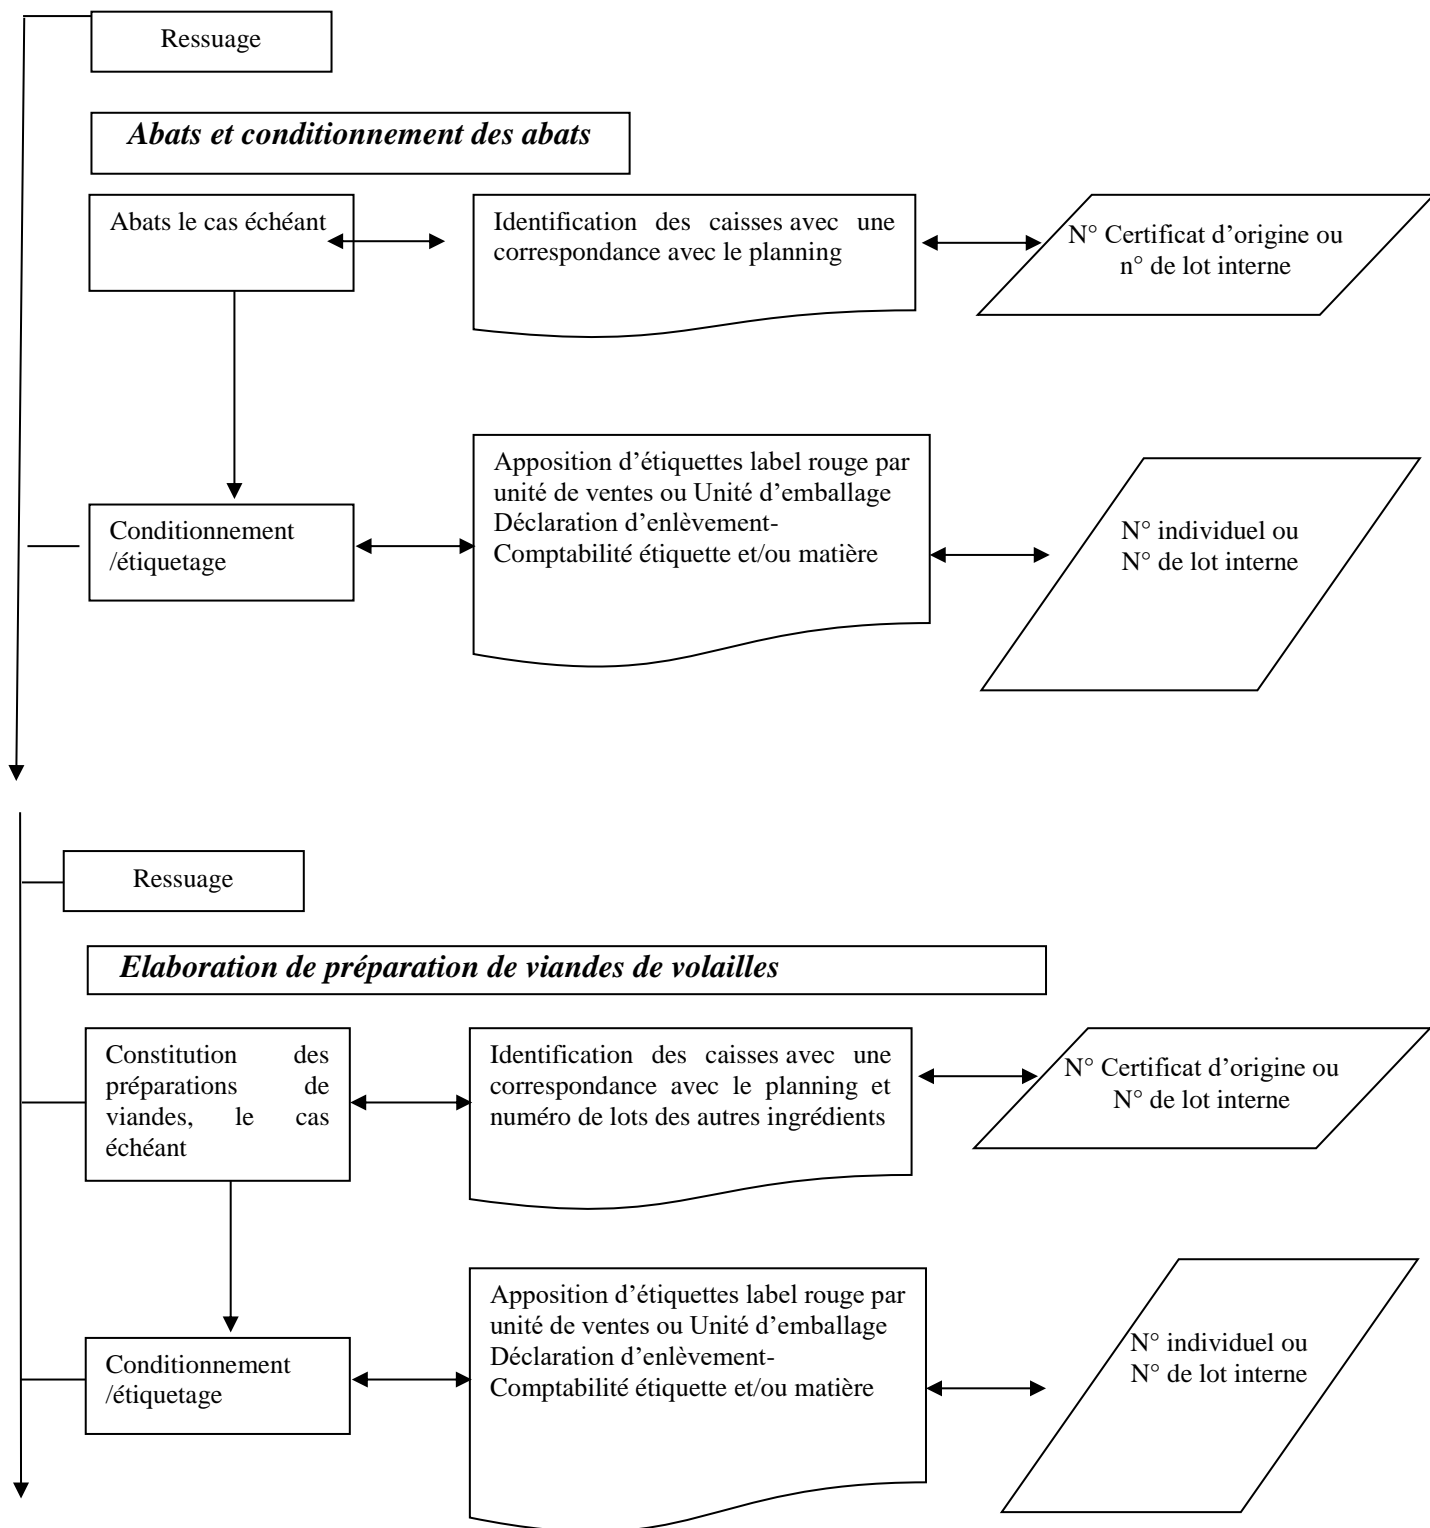 Ressuage
Abats et conditionnement des abats
Abats le cas échéant
Identification des caisses avec une
correspondance avec le planning
N° Certificat d'origine ou
n° de lot interne
Conditionnement
/étiquetage
Apposition d'étiquettes label rouge par
unité de ventes ou Unité d'emballage
Déclaration d'enlèvement-
Comptabilité étiquette et/ou matière
N° individuel ou
N° de lot interne
Ressuage
Elaboration de préparation de viandes de volailles
Constitution des
préparations de
viandes, le cas
échéant
Identification des caisses avec une
correspondance avec le planning et
numéro de lots des autres ingrédients
N° Certificat d'origine ou
N° de lot interne
Conditionnement
/étiquetage
Apposition d'étiquettes label rouge par
unité de ventes ou Unité d'emballage
Déclaration d'enlèvement-
Comptabilité étiquette et/ou matière
N° individuel ou
N° de lot interne